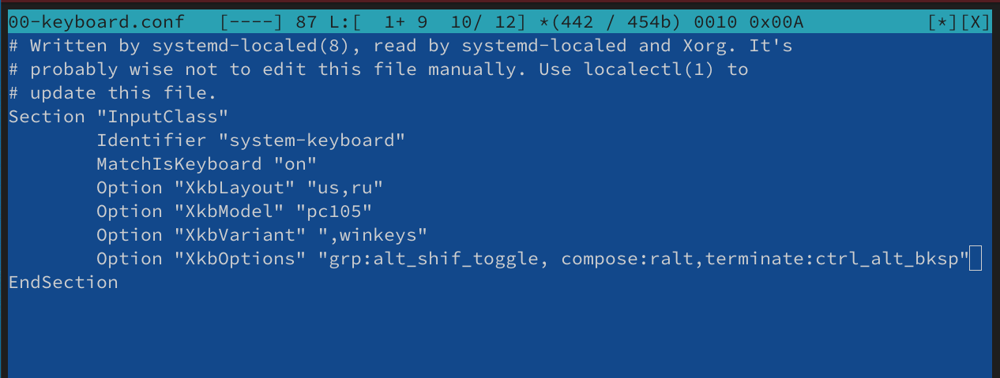 00-keyboard.conf   [----] 87 L:[  1+ 9  10/ 12] *(442 / 454b) 0010 0x00A   [*][X]
# Written by systemd-localed(8), read by systemd-localed and Xorg. It's
# probably wise not to edit this file manually. Use localectl(1) to
# update this file.
Section "InputClass"
        Identifier "system-keyboard"
        MatchIsKeyboard "on"
        Option "XkbLayout" "us,ru"
        Option "XkbModel" "pc105"
        Option "XkbVariant" ",winkeys"
        Option "XkbOptions" "grp:alt_shif_toggle, compose:ralt,terminate:ctrl_alt_bksp"
EndSection